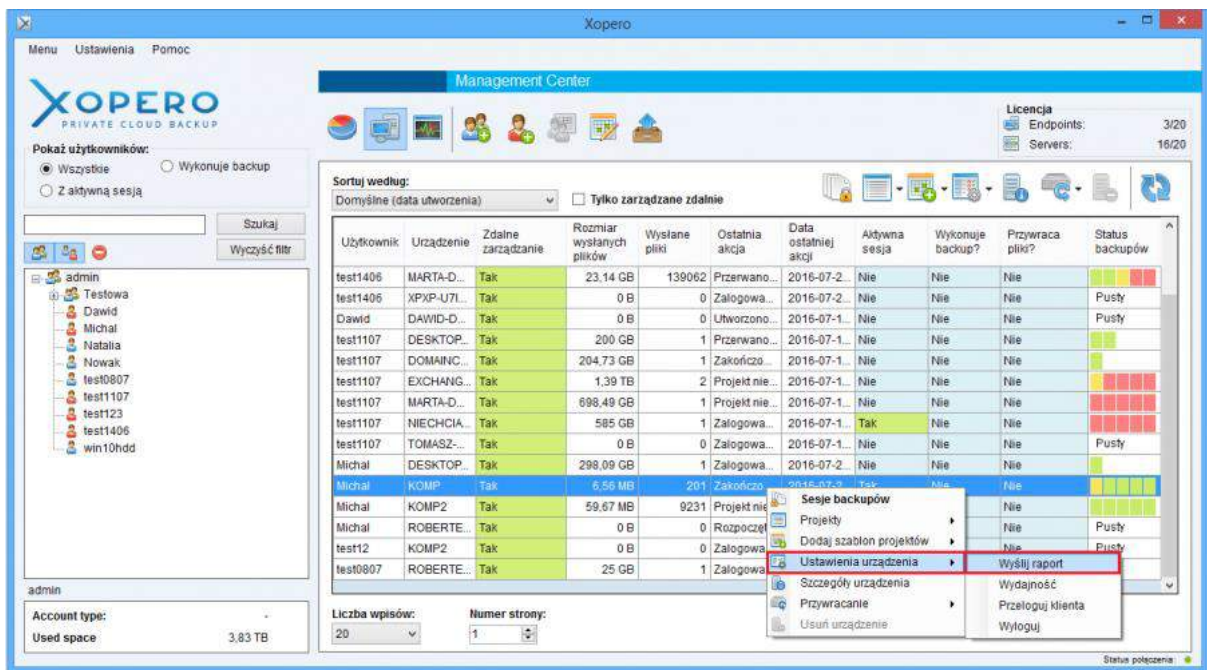 Xopero
Menu Ustawienia Pomoc
XOPERO
PRIVATE CLOUD BACKUP
Pokaż użytkowników:
Wszystkie Wykonuje backup
Z aktywną sesją
Szukaj
Wyczyść filtr
admin
Testowa
Dawid
Michal
Natalia
Nowak
test0807
test1107
test123
test1406
win10hdd
admin
Account type: -
Used space 3,83 TB
Management Center
Licencja
Endpoints: 3/20
Servers: 16/20
Sortuj według:
Domyślne (data utworzenia) Tylko zarządzane zdalnie
Użytkownik Urządzenie Zdalne zarządzanie Rozmiar wysłanych plików Wysłane pliki Ostatnia akcja Data ostatniej akcji Aktywna sesja Wykonuje backup? Przywraca pliki? Status backupów
test1406 MARTA-D... Tak 23,14 GB 139062 Przerwano... 2016-07-2... Nie Nie Nie
test1406 XPXP-U7I... Tak 0 B 0 Zalogowa... 2016-07-2... Nie Nie Nie Pusty
Dawid DAWID-D... Tak 0 B 0 Utworzono... 2016-07-1... Nie Nie Nie Pusty
test1107 DESKTOP... Tak 200 GB 1 Przerwano... 2016-07-1... Nie Nie Nie
test1107 DOMAINC... Tak 204,73 GB 1 Zakończo... 2016-07-1... Nie Nie Nie
test1107 EXCHANG... Tak 1,39 TB 2 Projekt nie... 2016-07-1... Nie Nie Nie
test1107 MARTA-D... Tak 698,49 GB 1 Projekt nie... 2016-07-1... Nie Nie Nie
test1107 NIECHCIA... Tak 585 GB 1 Zalogowa... 2016-07-1... Tak Nie Nie
test1107 TOMASZ-... Tak 0 B 0 Zalogowa... 2016-07-1... Nie Nie Nie Pusty
Michal DESKTOP... Tak 298,09 GB 1 Zalogowa... 2016-07-2... Nie Nie Nie
Michal KOMP Tak 6,56 MB 201 Zakończo... 2016-07-2... Tak Nie Nie
Michal KOMP2 Tak 59,67 MB 9231 Projekt nie Nie
Michal ROBERTE... Tak 0 B 0 Rozpoczęt Nie Pusty
test12 KOMP2 Tak 0 B 0 Zalogowa Nie Pusty
test0807 ROBERTE... Tak 25 GB 1 Zalogowa
Sesje backupów
Projekty
Dodaj szablon projektów
Ustawienia urządzenia
Szczegóły urządzenia
Przywracanie
Usuń urządzenie
Wyślij raport
Wydajność
Przeloguj klienta
Wyloguj
Liczba wpisów: Numer strony:
20 1
Status połączenia: